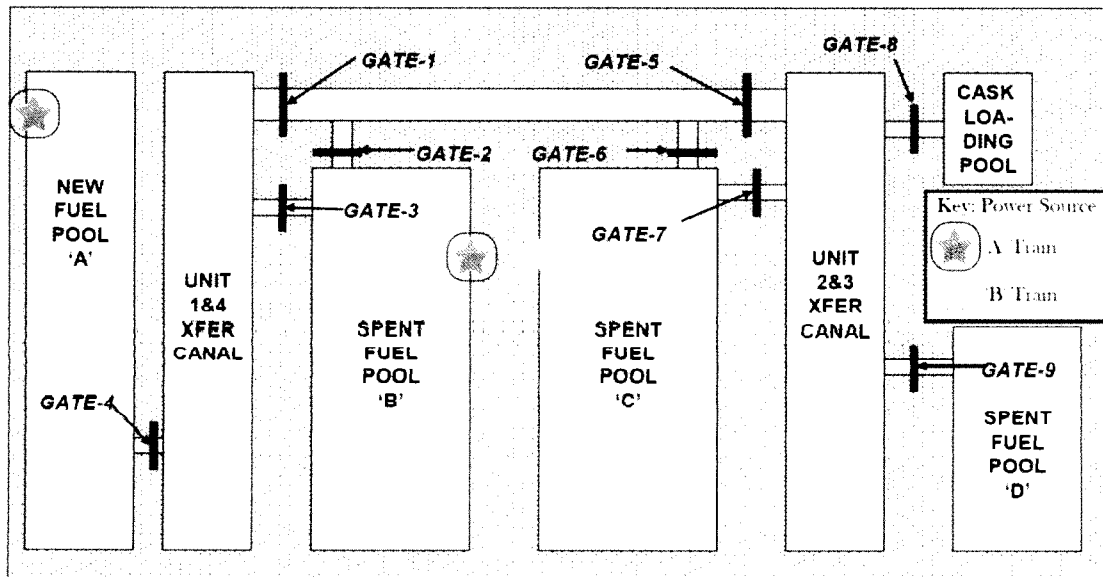 GATE-1
GATE-5
GATE-8
CASK
LOA-
DING
POOL
GATE-2
GATE-6
NEW
FUEL
POOL
'A'
GATE-3
GATE-7
Key: Power Source
A Train
B Train
UNIT
1&4
XFER
CANAL
SPENT
FUEL
POOL
'B'
SPENT
FUEL
POOL
'C'
UNIT
2&3
XFER
CANAL
GATE-4
GATE-9
SPENT
FUEL
POOL
'D'